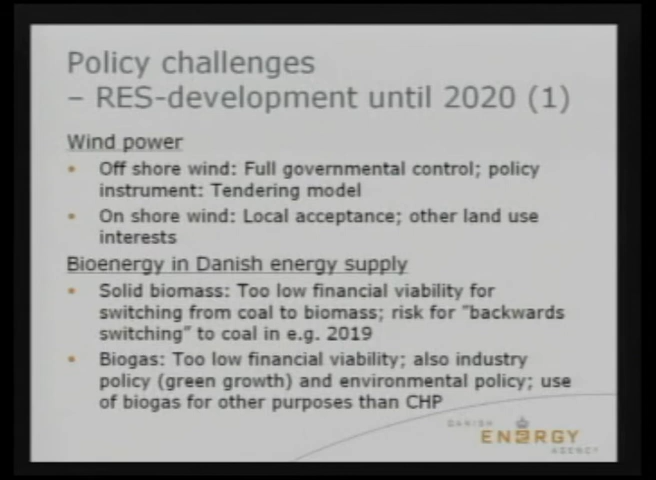 Policy challenges
– RES-development until 2020 (1)
Wind power
• Off shore wind: Full governmental control; policy
instrument: Tendering model
• On shore wind: Local acceptance; other land use
interests
Bioenergy in Danish energy supply
• Solid biomass: Too low financial viability for
switching from coal to biomass; risk for "backwards
switching" to coal in e.g. 2019
• Biogas: Too low financial viability; also industry
policy (green growth) and environmental policy; use
of biogas for other purposes than CHP
DANISH
ENERGY
AGENCY